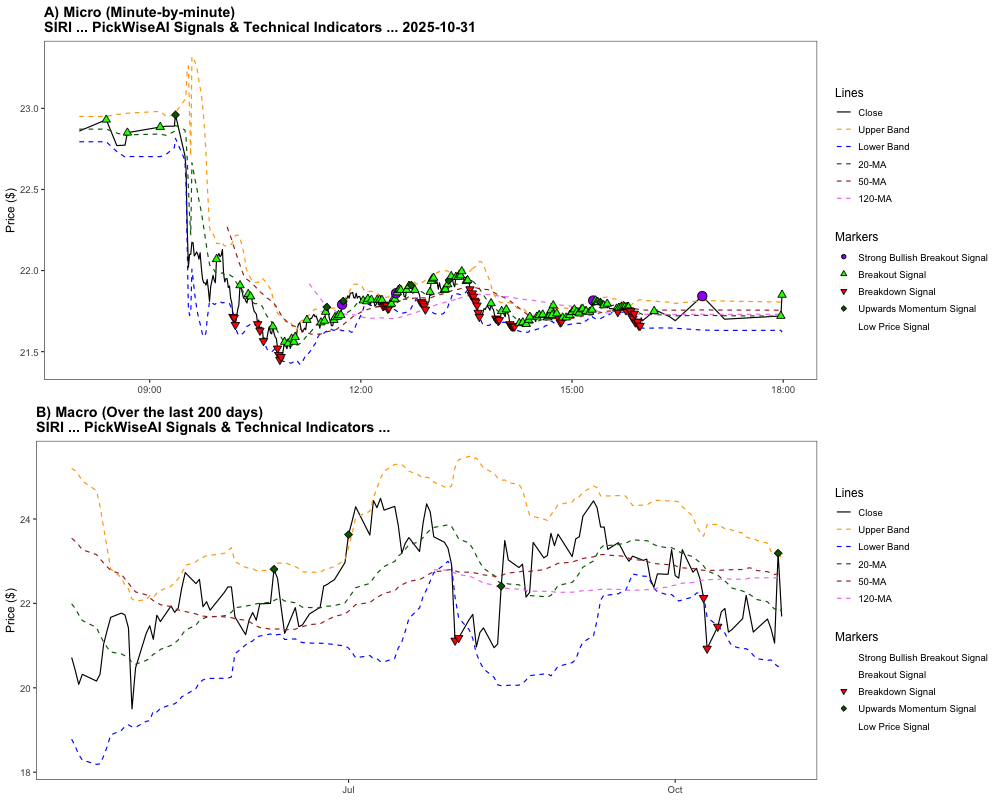 A) Micro (Minute-by-minute)
SIRI ... PickWiseAI Signals & Technical Indicators ... 2025-10-31
Price ($)
23.0
22.5
22.0
21.5
09:00
12:00
15:00
18:00
Lines
Close
Upper Band
Lower Band
20-MA
50-MA
120-MA
Markers
Strong Bullish Breakout Signal
Breakout Signal
Breakdown Signal
Upwards Momentum Signal
Low Price Signal
B) Macro (Over the last 200 days)
SIRI ... PickWiseAI Signals & Technical Indicators ...
Price ($)
24
22
20
18
Jul
Oct
Lines
Close
Upper Band
Lower Band
20-MA
50-MA
120-MA
Markers
Strong Bullish Breakout Signal
Breakout Signal
Breakdown Signal
Upwards Momentum Signal
Low Price Signal